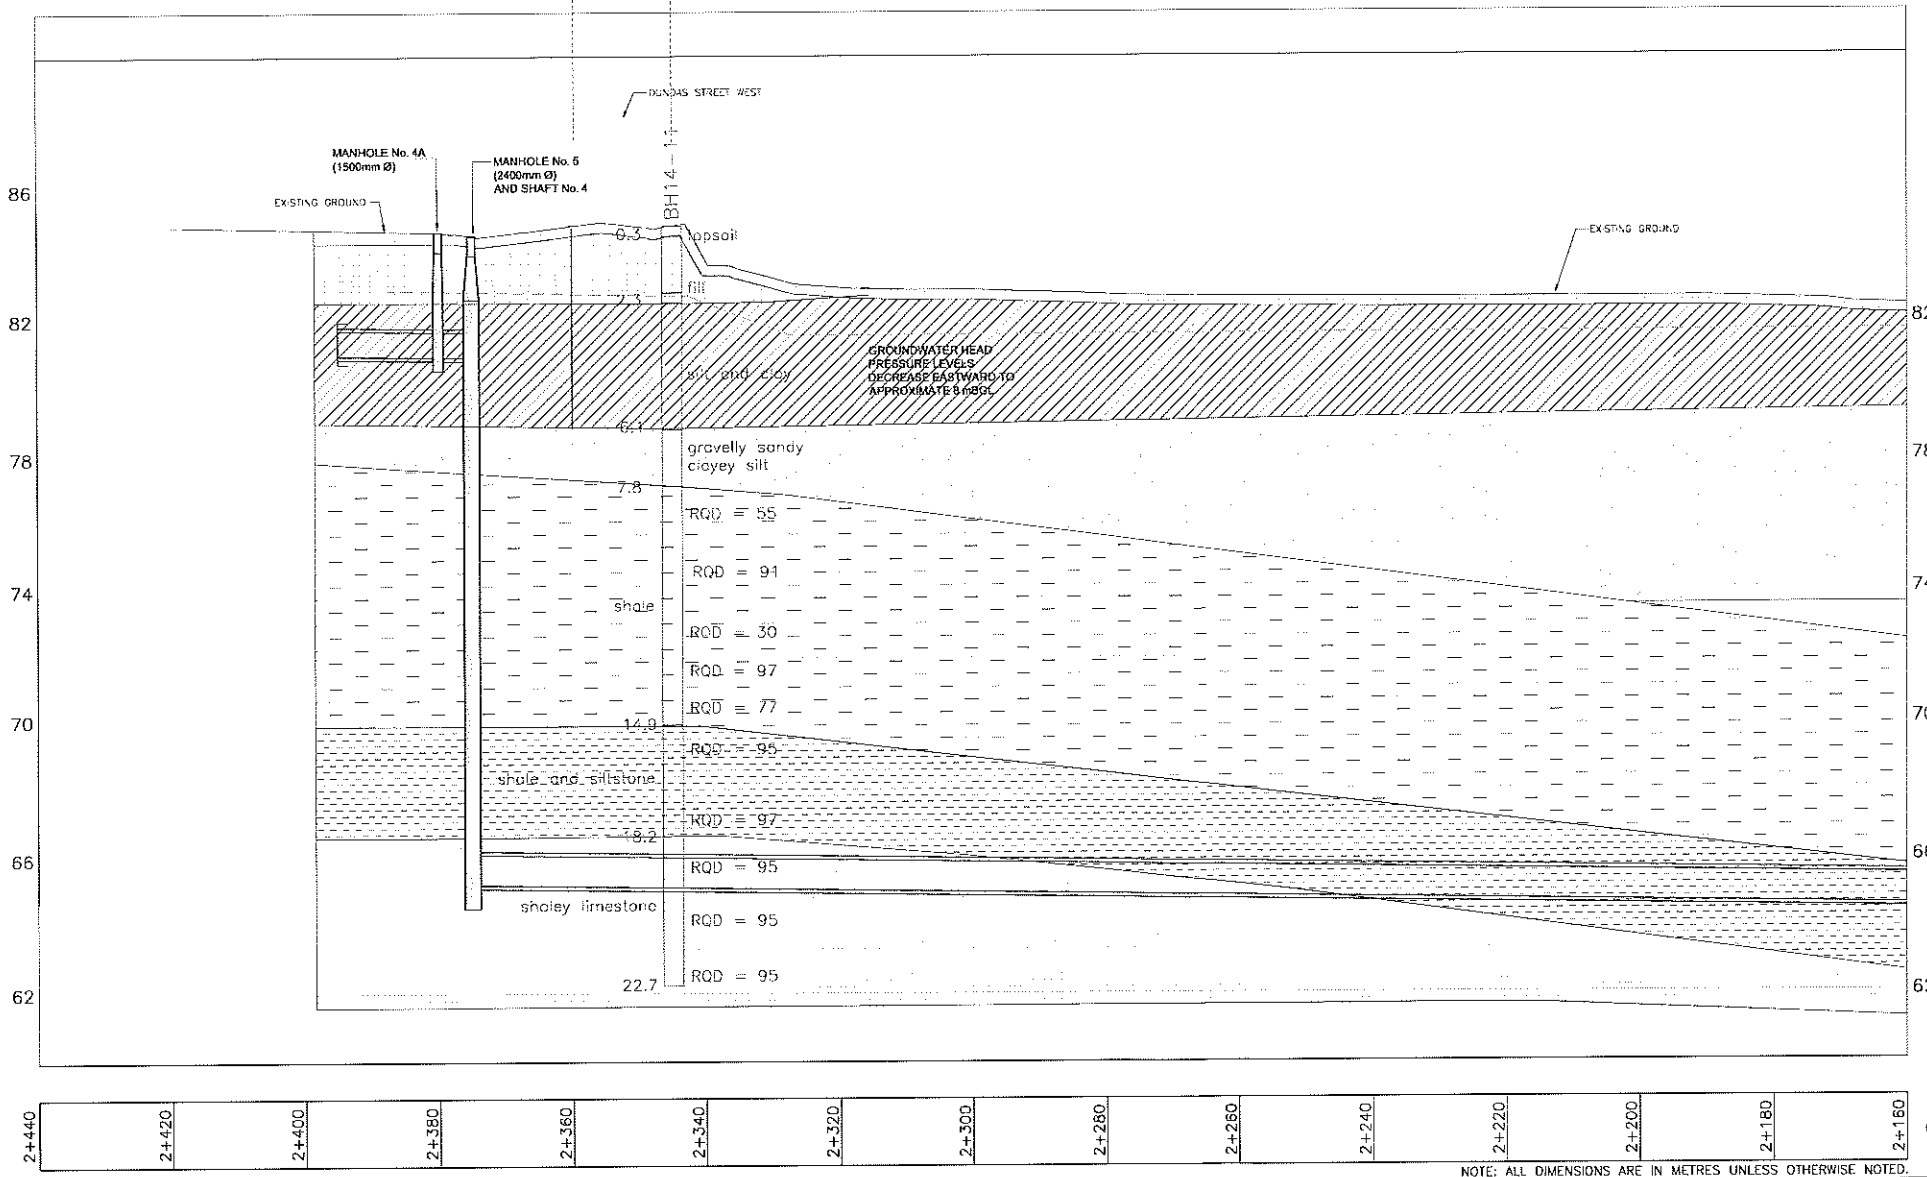 DUNDAS STREET WEST
MANHOLE No. 4A
(1500mm Ø)
MANHOLE No. 5
(2400mm Ø)
AND SHAFT No. 4
BH14-11
EXISTING GROUND
EXISTING GROUND
86
82
78
74
70
66
62
82
78
74
70
0.3
topsoil
fill
2.3
GROUNDWATER HEAD
PRESSURE LEVELS
DECREASE EASTWARD TO
APPROXIMATE 8 mBGL
silt and clay
6.1
gravelly sandy
clayey silt
7.8
RQD = 55
RQD = 91
shale
RQD = 30
RQD = 97
RQD = 77
14.9
RQD = 95
shale and siltstone
RQD = 97
18.2
RQD = 95
shaley limestone
RQD = 95
RQD = 95
22.7
2+440
2+420
2+400
2+380
2+360
2+340
2+320
2+300
2+280
2+260
2+240
2+220
2+200
2+180
2+160
NOTE: ALL DIMENSIONS ARE IN METRES UNLESS OTHERWISE NOTED.